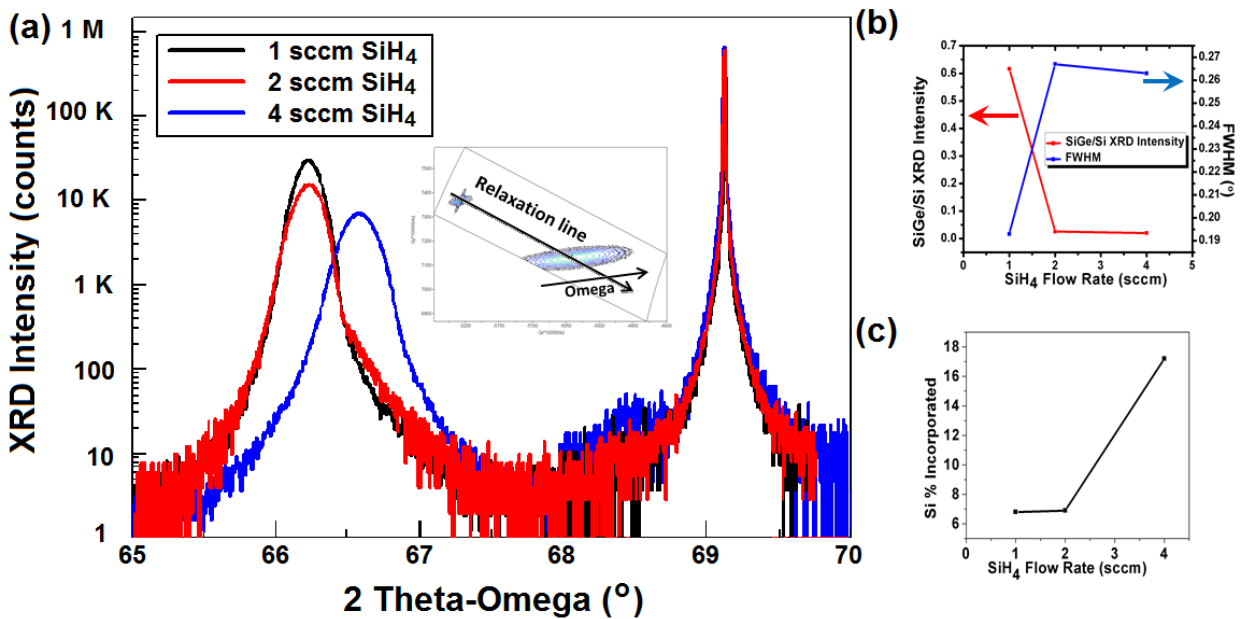 (a)
1 M
100 K
10 K
1 K
100
10
1
XRD Intensity (counts)
1 sccm SiH4
2 sccm SiH4
4 sccm SiH4
Relaxation line
Omega
65 66 67 68 69 70
2 Theta-Omega (o)
(b)
0.7
0.6
0.5
0.4
0.3
0.2
0.1
0.0
SiGe/Si XRD Intensity
SiGe/Si XRD Intensity
FWHM
0.27
0.26
0.25
0.24
0.23
0.22
0.21
0.20
0.19
FWHM (°)
0 1 2 3 4 5
SiH4 Flow Rate (sccm)
(c)
18
16
14
12
10
8
6
Si % Incorporated
0 1 2 3 4
SiH4 Flow Rate (sccm)